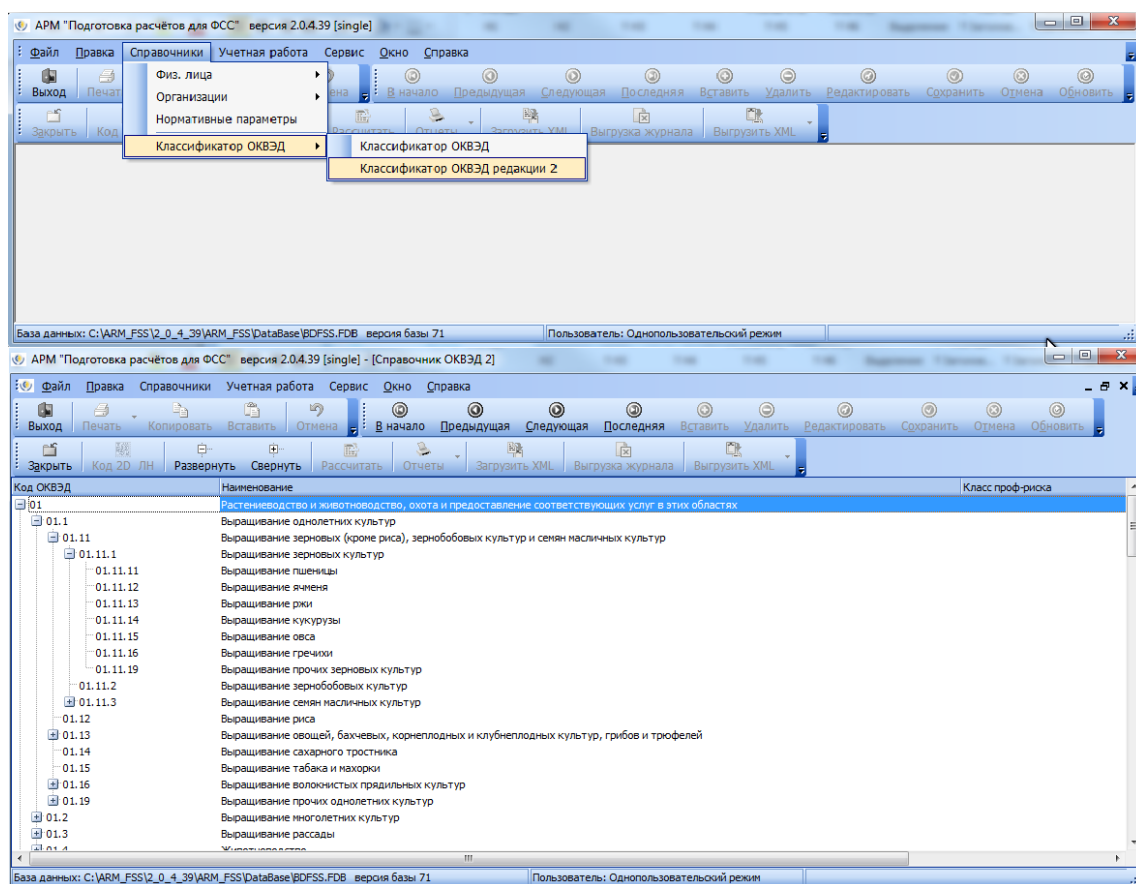 АРМ "Подготовка расчётов для ФСС" версия 2.0.4.39 [single]
Файл Правка Справочники Учетная работа Сервис Окно Справка
Выход Печат В начало Предыдущая Следующая Последняя Вставить Удалить Редактировать Сохранить Отмена Обновить
Закрыть Код Рассчитать Отчеты Загрузить XML Выгрузка журнала Выгрузить XML
Физ. лица
Организации
Нормативные параметры
Классификатор ОКВЭД
Классификатор ОКВЭД
Классификатор ОКВЭД редакции 2
База данных: C:\ARM_FSS\2_0_4_39\ARM_FSS\DataBase\BDFSS.FDB версия базы 71 Пользователь: Однопользовательский режим
АРМ "Подготовка расчётов для ФСС" версия 2.0.4.39 [single] - [Справочник ОКВЭД 2]
Файл Правка Справочники Учетная работа Сервис Окно Справка
Выход Печать Копировать Вставить Отмена В начало Предыдущая Следующая Последняя Вставить Удалить Редактировать Сохранить Отмена Обновить
Закрыть Код 2D ЛН Развернуть Свернуть Рассчитать Отчеты Загрузить XML Выгрузка журнала Выгрузить XML
Код ОКВЭД Наименование Класс проф-риска
01 Растениеводство и животноводство, охота и предоставление соответствующих услуг в этих областях
01.1 Выращивание однолетних культур
01.11 Выращивание зерновых (кроме риса), зернобобовых культур и семян масличных культур
01.11.1 Выращивание зерновых культур
01.11.11 Выращивание пшеницы
01.11.12 Выращивание ячменя
01.11.13 Выращивание ржи
01.11.14 Выращивание кукурузы
01.11.15 Выращивание овса
01.11.16 Выращивание гречихи
01.11.19 Выращивание прочих зерновых культур
01.11.2 Выращивание зернобобовых культур
01.11.3 Выращивание семян масличных культур
01.12 Выращивание риса
01.13 Выращивание овощей, бахчевых, корнеплодных и клубнеплодных культур, грибов и трюфелей
01.14 Выращивание сахарного тростника
01.15 Выращивание табака и махорки
01.16 Выращивание волокнистых прядильных культур
01.19 Выращивание прочих однолетних культур
01.2 Выращивание многолетних культур
01.3 Выращивание рассады
01.4 Животноводство
База данных: C:\ARM_FSS\2_0_4_39\ARM_FSS\DataBase\BDFSS.FDB версия базы 71 Пользователь: Однопользовательский режим